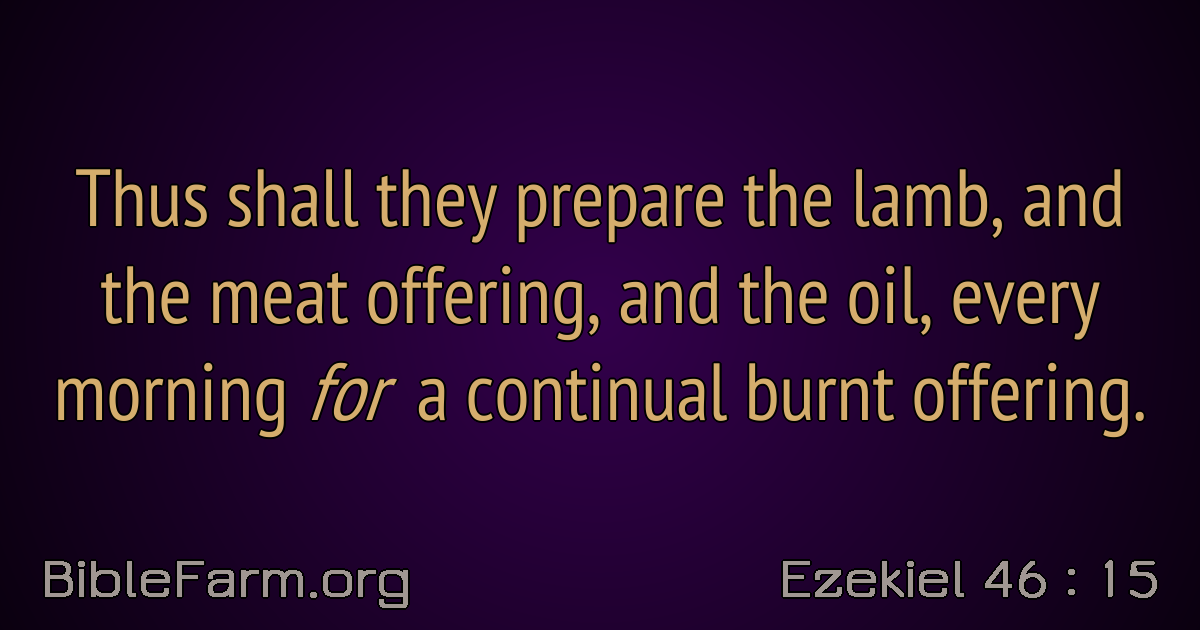 Thus shall they prepare the lamb, and
the meat offering, and the oil, every
morning for a continual burnt offering.
BibleFarm.org
Ezekiel 46 : 15